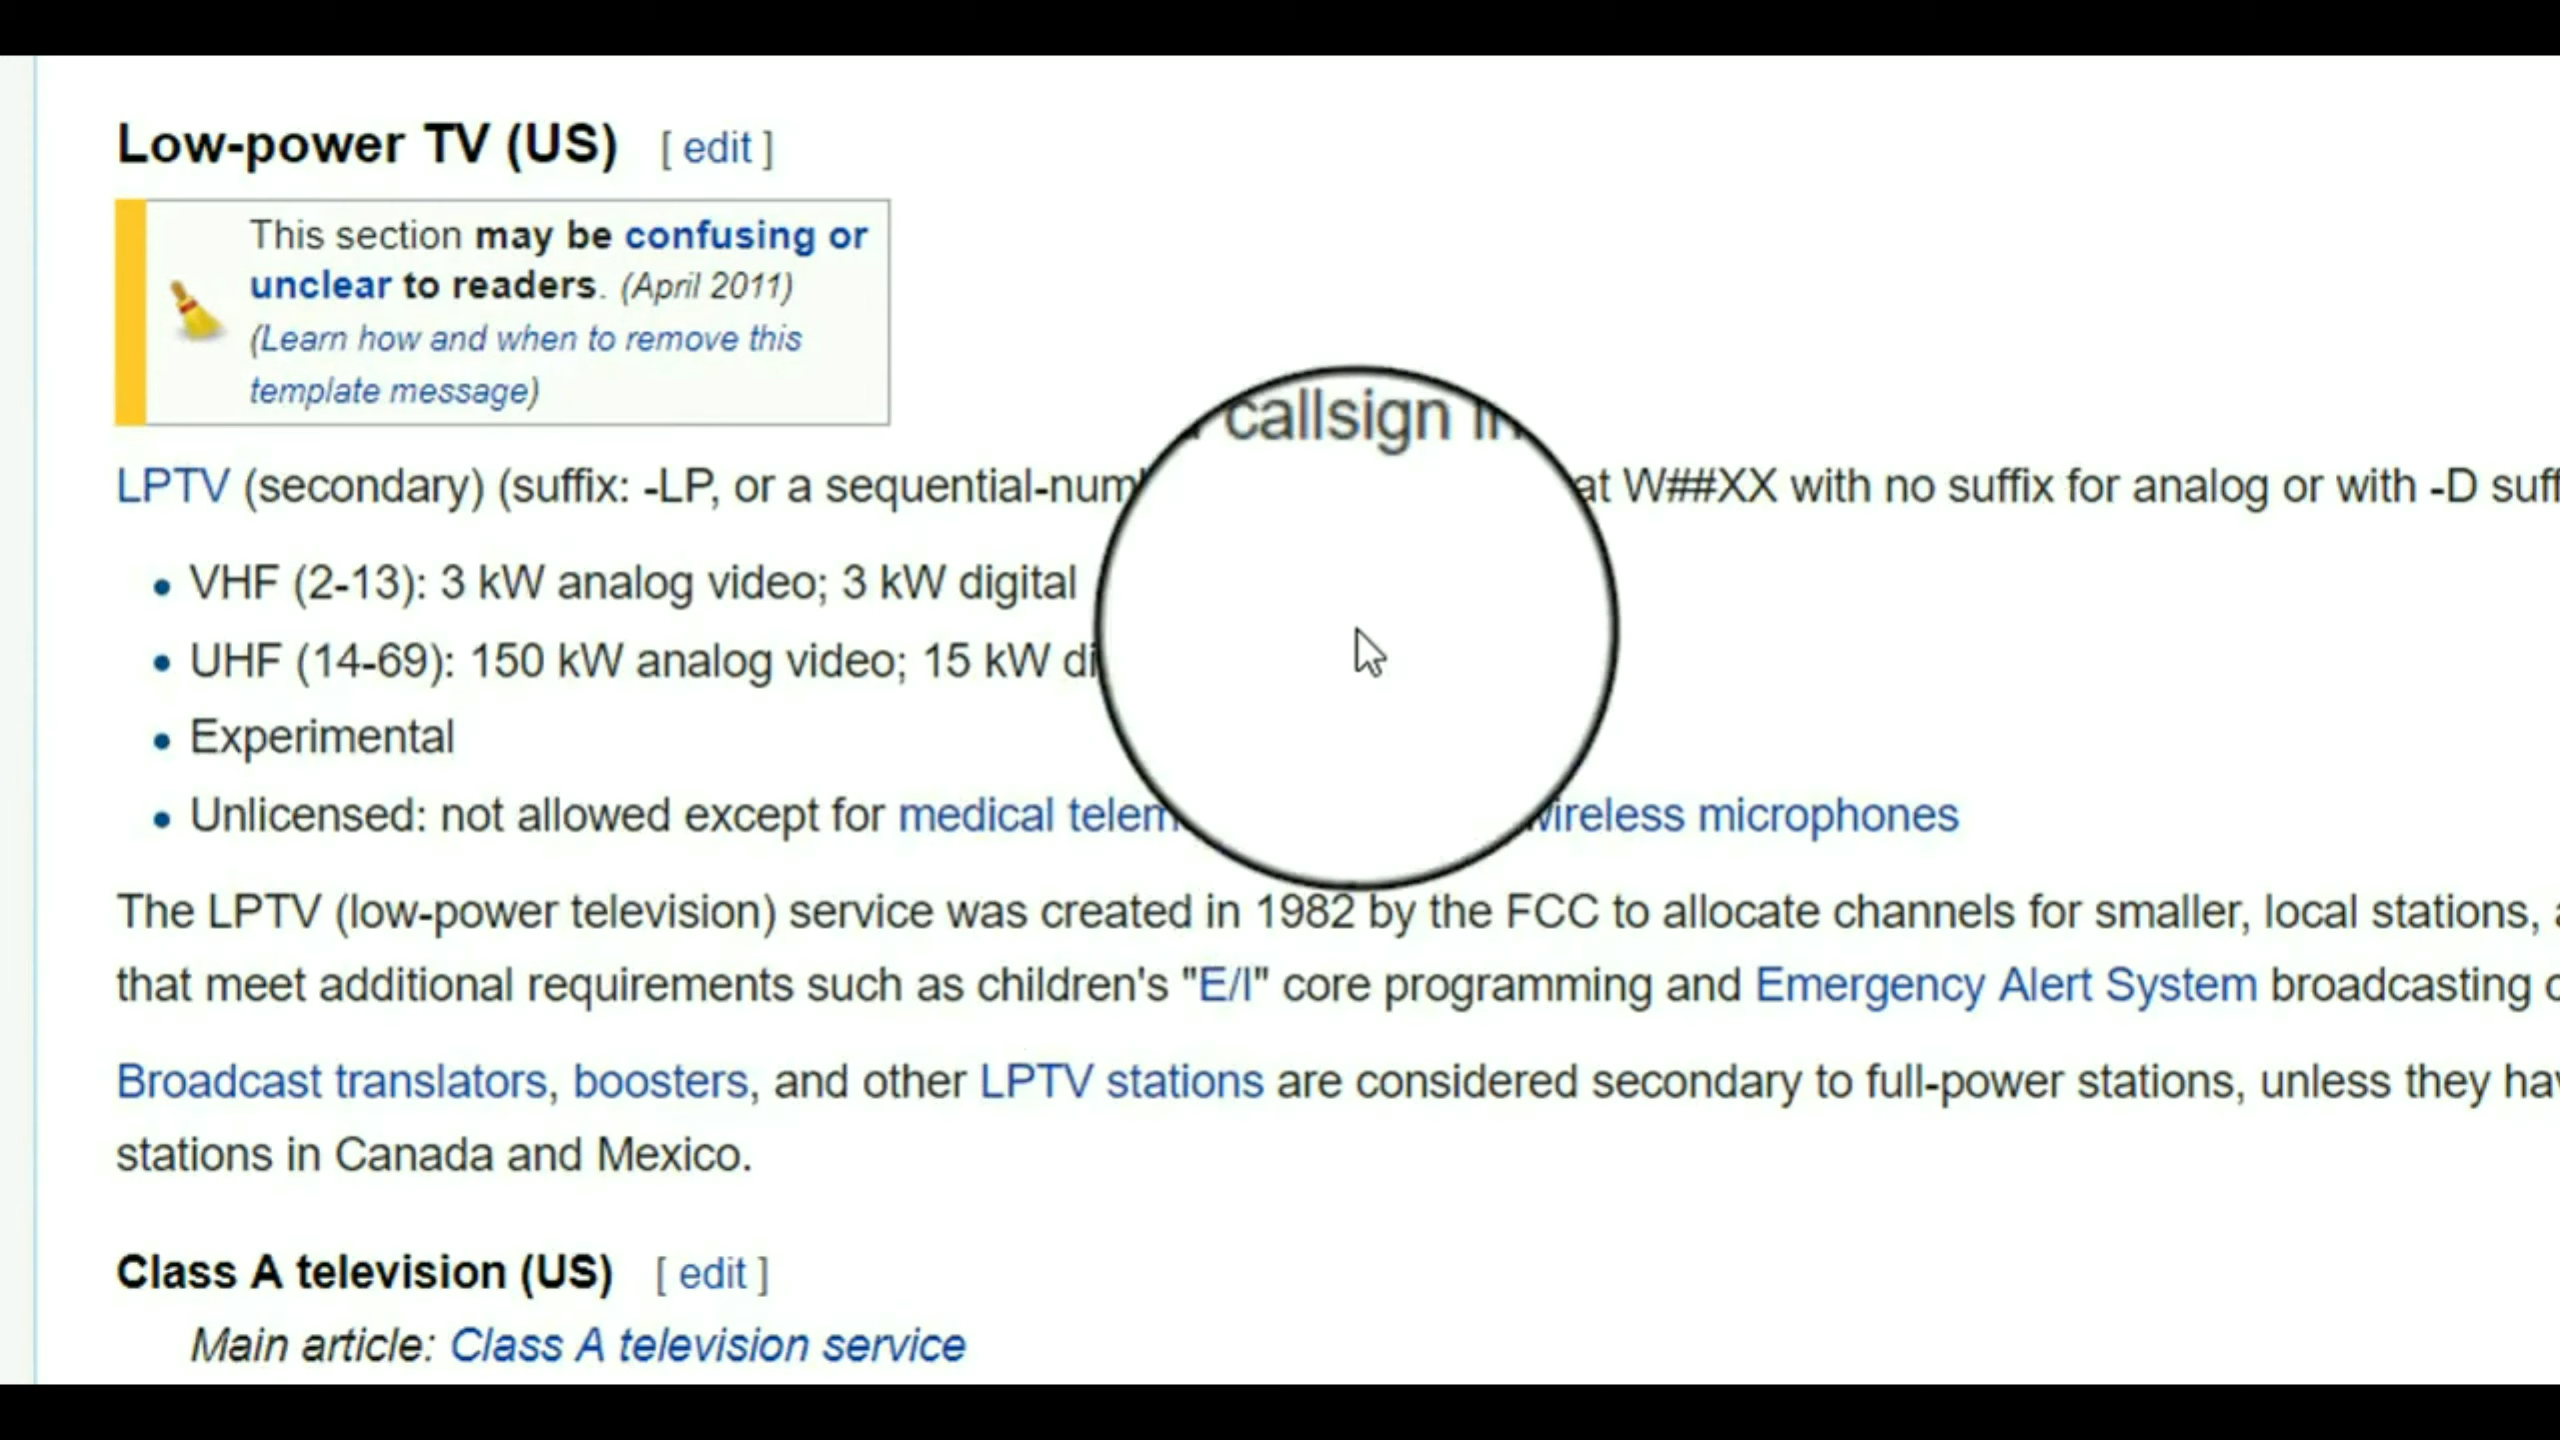 Low-power TV (US) [ edit ]
This section may be confusing or
unclear to readers. (April 2011)
(Learn how and when to remove this
template message)
callsign
LPTV (secondary) (suffix: -LP, or a sequential-num at W##XX with no suffix for analog or with -D suff
• VHF (2-13): 3 kW analog video; 3 kW digital
• UHF (14-69): 150 kW analog video; 15 kW di
• Experimental
• Unlicensed: not allowed except for medical telem wireless microphones
The LPTV (low-power television) service was created in 1982 by the FCC to allocate channels for smaller, local stations,
that meet additional requirements such as children's "E/I" core programming and Emergency Alert System broadcasting
Broadcast translators, boosters, and other LPTV stations are considered secondary to full-power stations, unless they hav
stations in Canada and Mexico.
Class A television (US) [ edit ]
Main article: Class A television service